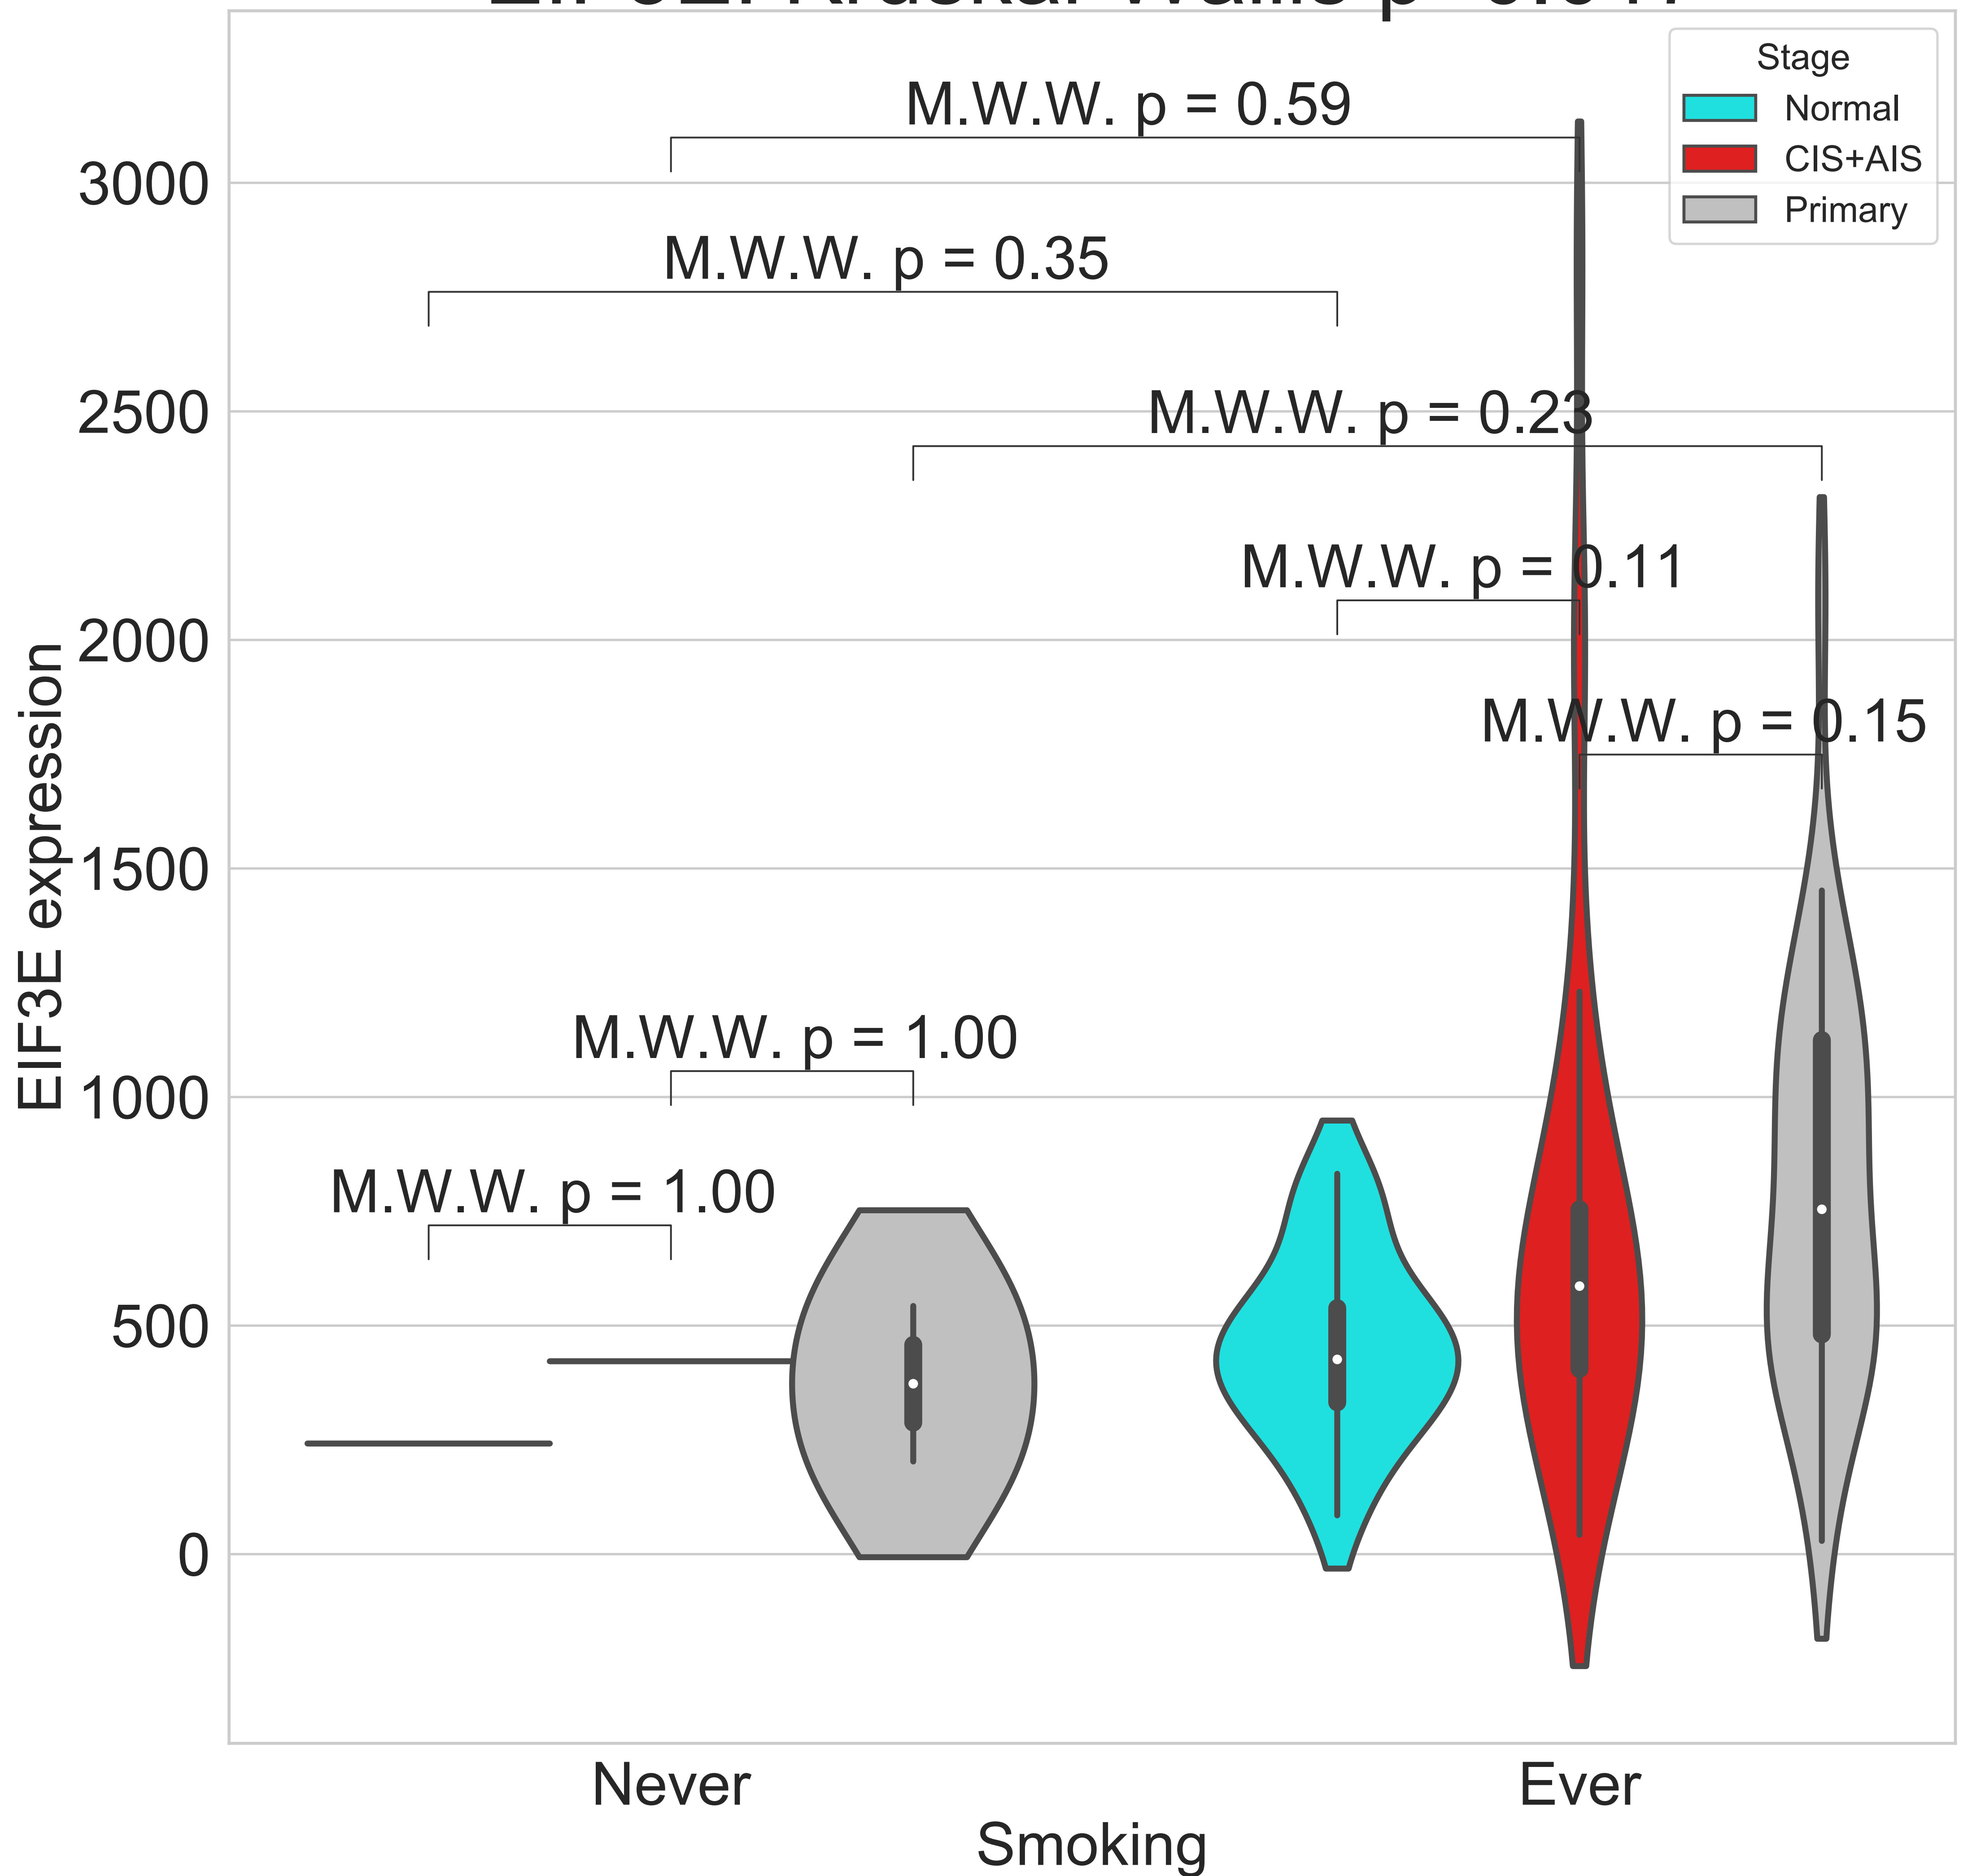 Stage
Normal
CIS+AIS
Primary
M.W.W. p = 0.59
M.W.W. p = 0.35
M.W.W. p = 0.23
M.W.W. p = 0.11
M.W.W. p = 0.15
M.W.W. p = 1.00
M.W.W. p = 1.00
3000
2500
2000
1500
1000
500
0
EIF3E expression
Never
Ever
Smoking